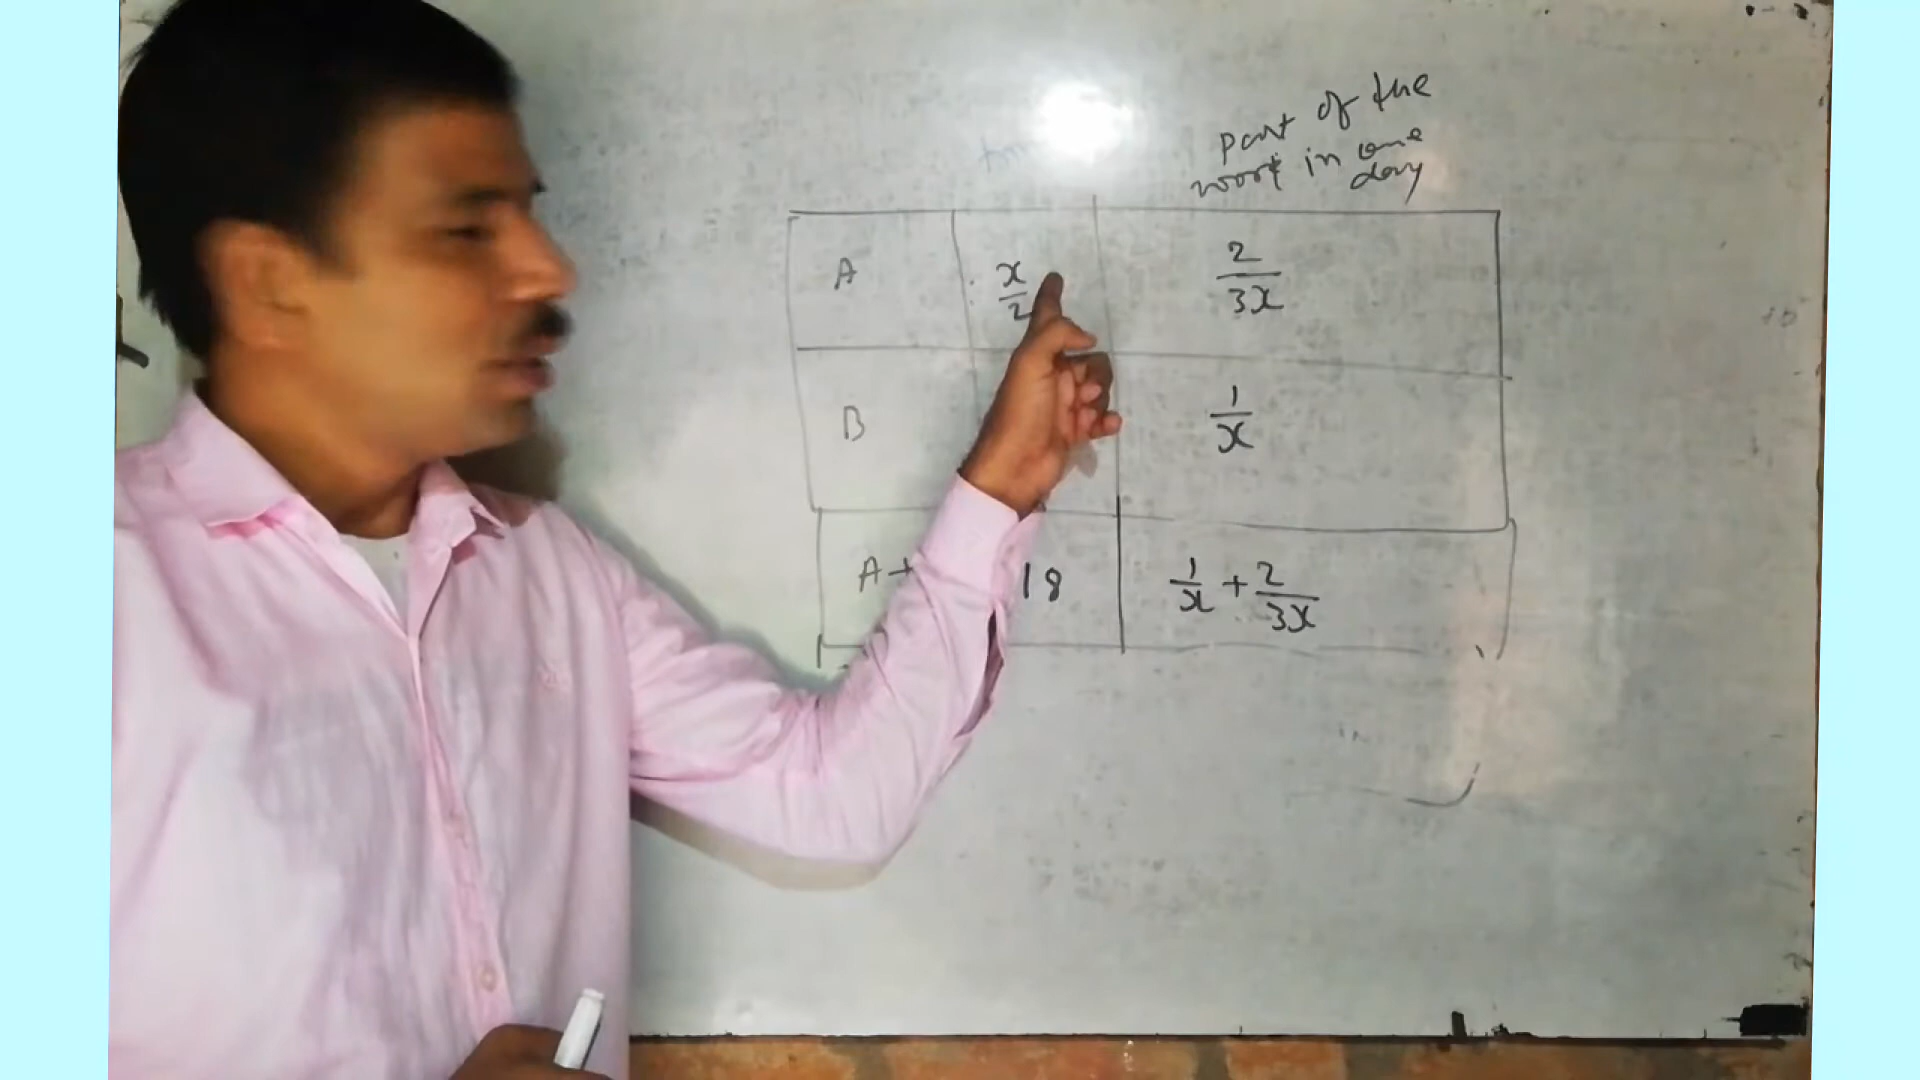 part of the
work in one
day
A x/2 2/3x
B 1/x
A+ 18 1/x + 2/3x